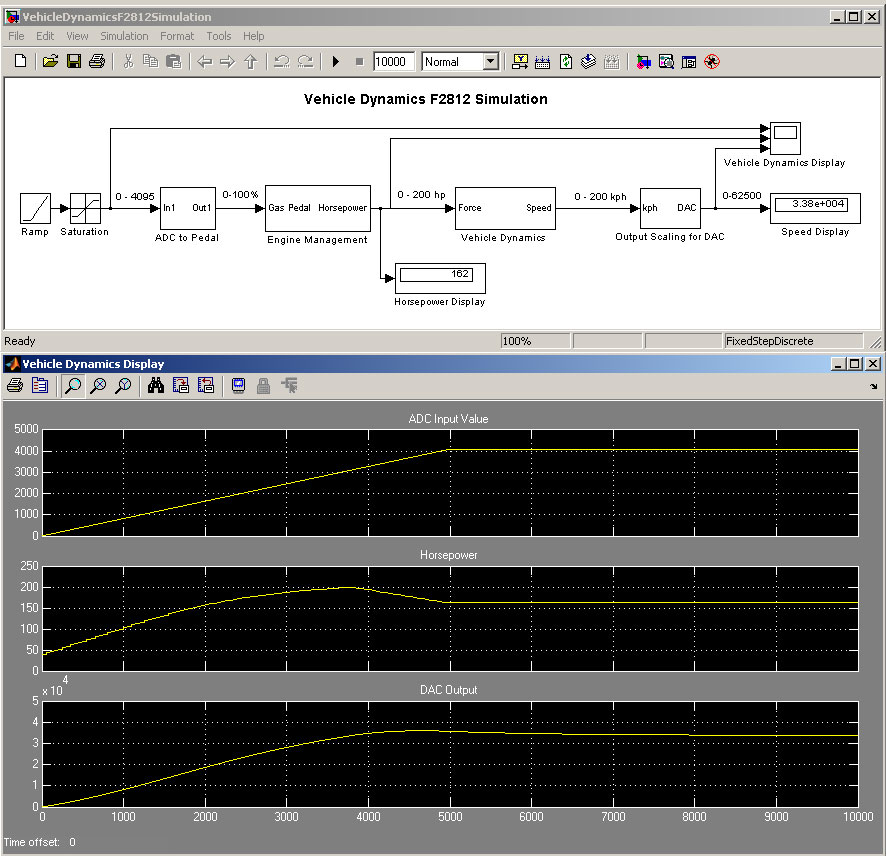 VehicleDynamicsF2812Simulation
File Edit View Simulation Format Tools Help
10000 Normal
Vehicle Dynamics F2812 Simulation
Vehicle Dynamics Display
0 - 4095 0-100% 0 - 200 hp 0 - 200 kph 0-62500
In1 Out1 Gas Pedal Horsepower Force Speed kph DAC 3.38e+004
Ramp Saturation ADC to Pedal Engine Management Vehicle Dynamics Output Scaling for DAC Speed Display
162
Horsepower Display
Ready 100% FixedStepDiscrete
Vehicle Dynamics Display
ADC Input Value
5000
4000
3000
2000
1000
0
Horsepower
250
200
150
100
50
0
x 10^4
DAC Output
5
4
3
2
1
0
0 1000 2000 3000 4000 5000 6000 7000 8000 9000 10000
Time offset: 0